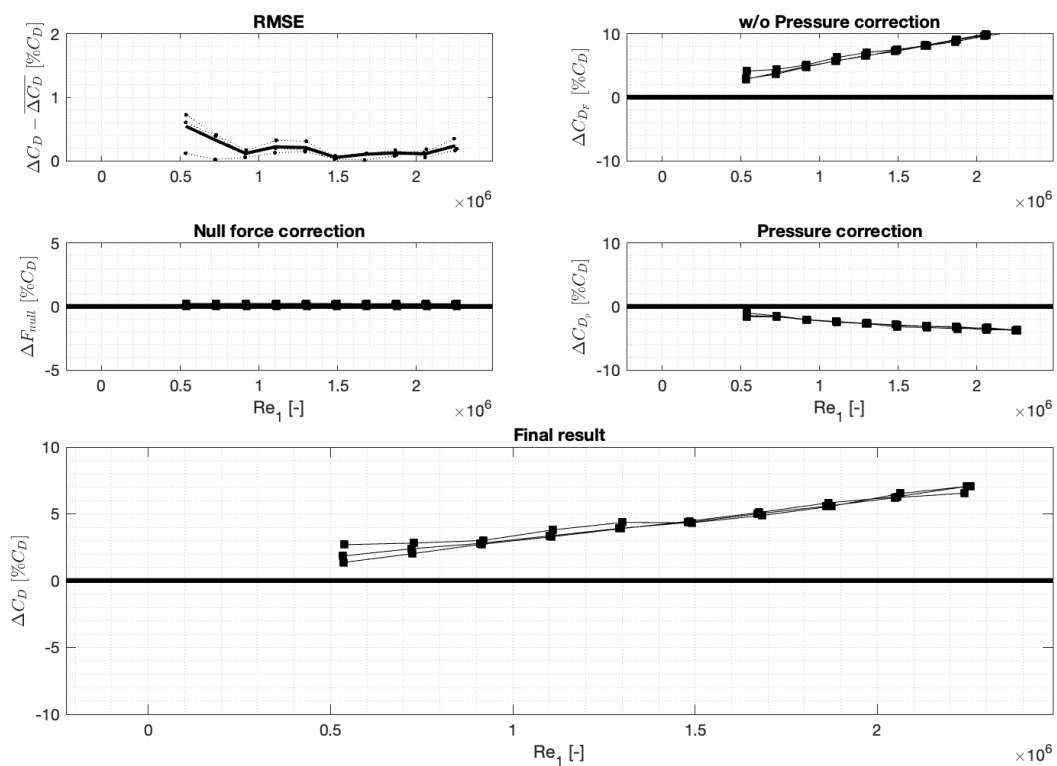 RMSE
ΔC_D − \overline{ΔC_D} [%C_D]
2
1
0
0 0.5 1 1.5 2
×10^6
w/o Pressure correction
ΔC_{D_F} [%C_D]
10
0
-10
0 0.5 1 1.5 2
×10^6
Null force correction
ΔF_{null} [%C_D]
5
0
-5
0 0.5 1 1.5 2
Re_1 [-]
×10^6
Pressure correction
ΔC_{D_p} [%C_D]
10
0
-10
0 0.5 1 1.5 2
Re_1 [-]
×10^6
Final result
ΔC_D [%C_D]
10
5
0
-5
-10
0 0.5 1 1.5 2
Re_1 [-]
×10^6